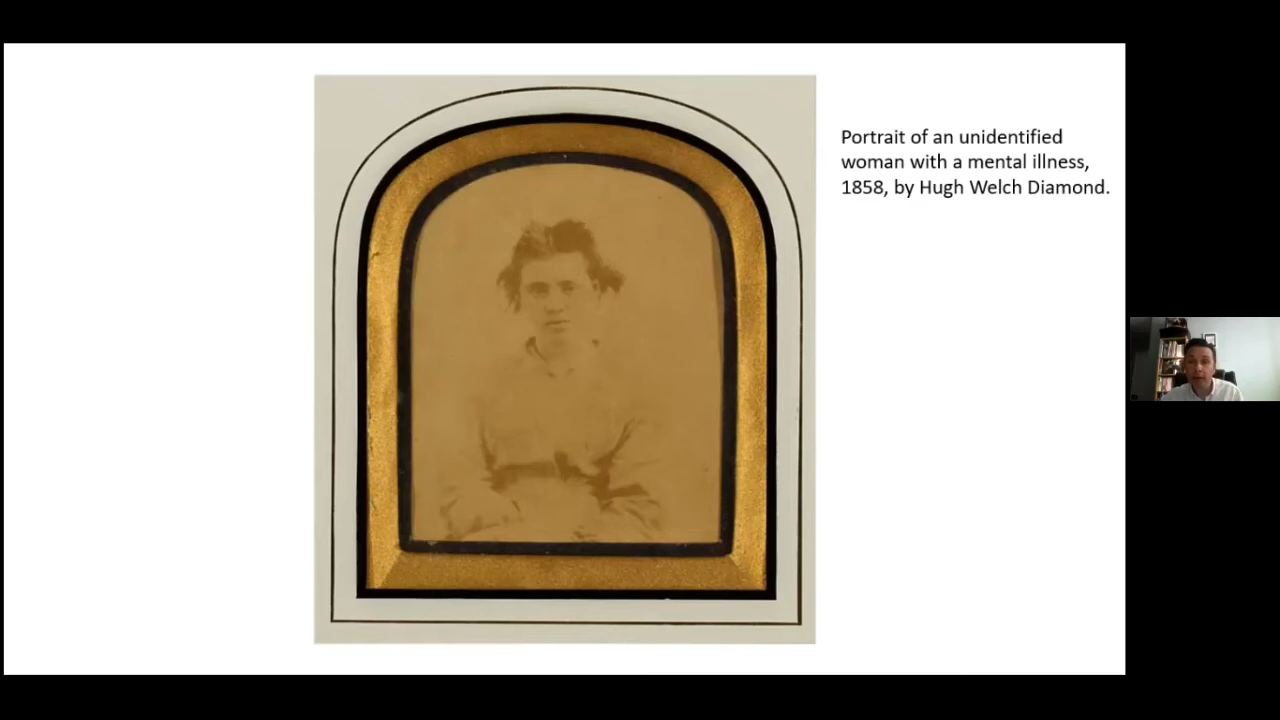 Portrait of an unidentified
woman with a mental illness,
1858, by Hugh Welch Diamond.